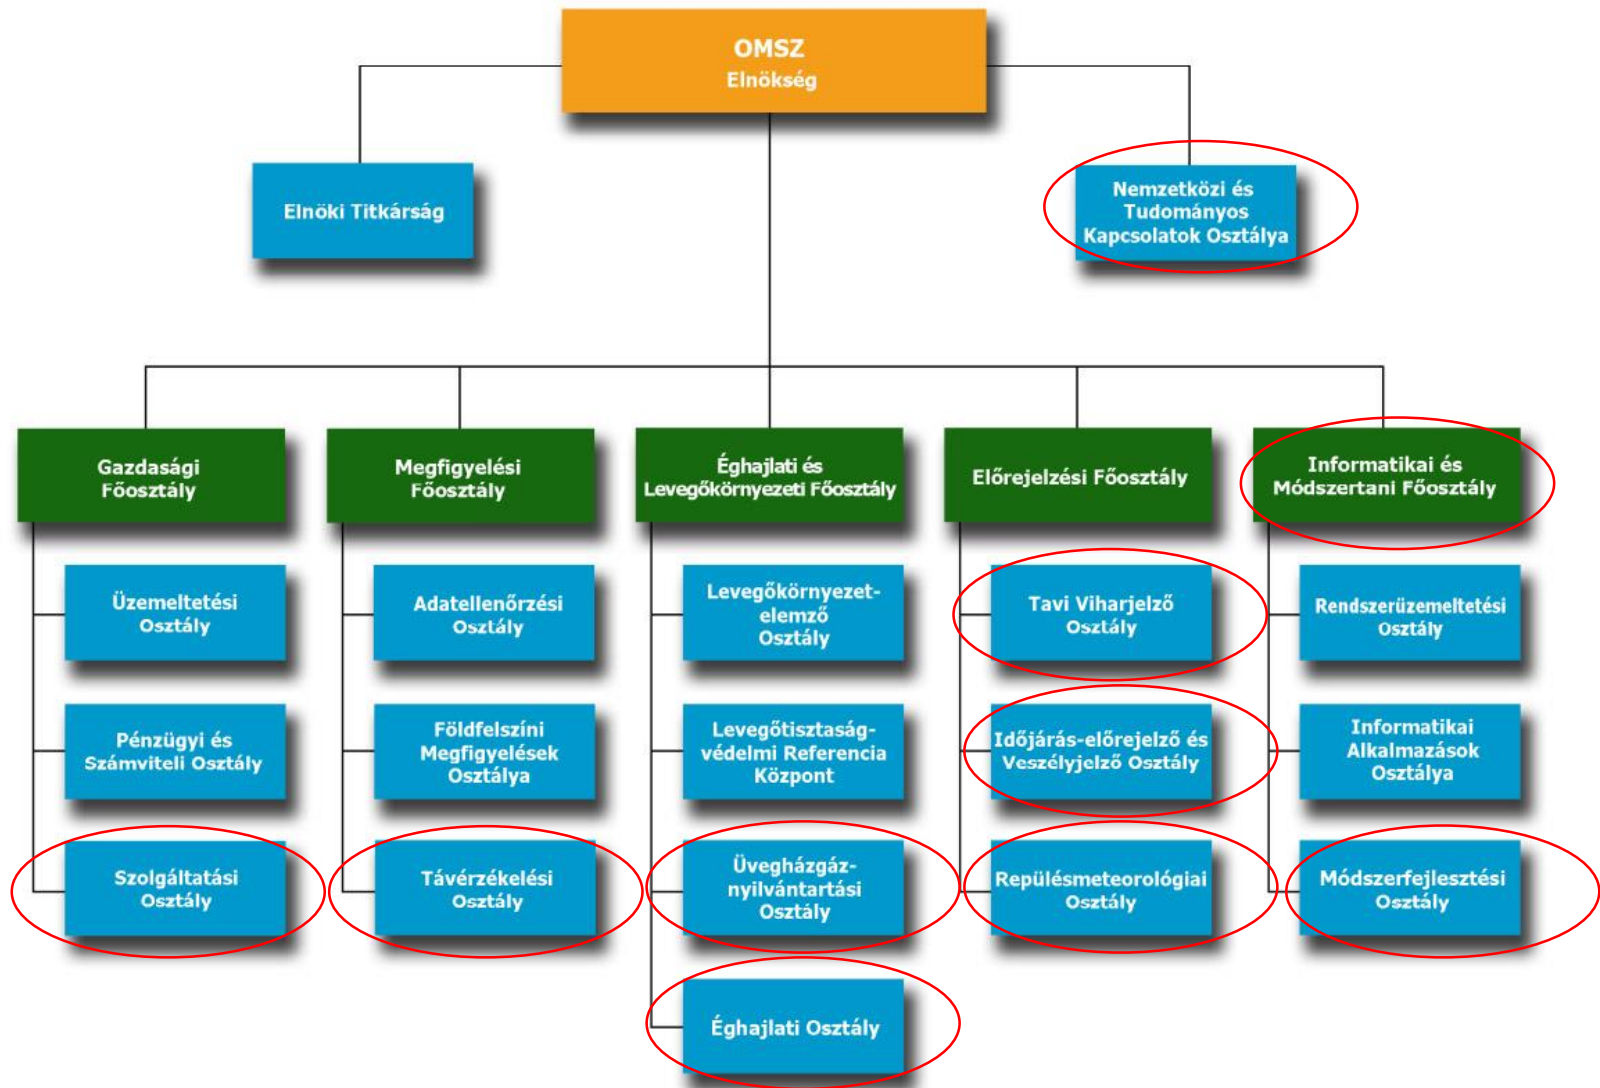 OMSZ
Elnökség
Elnöki Titkárság
Nemzetközi és
Tudományos
Kapcsolatok Osztálya
Gazdasági
Főosztály
Megfigyelési
Főosztály
Éghajlati és
Levegőkörnyezeti Főosztály
Előrejelzési Főosztály
Informatikai és
Módszertani Főosztály
Üzemeltetési
Osztály
Adatellenőrzési
Osztály
Levegőkörnyezet-
elemző
Osztály
Tavi Viharjelző
Osztály
Rendszerüzemeltetési
Osztály
Pénzügyi és
Számviteli Osztály
Földfelszíni
Megfigyelések
Osztálya
Levegőtisztaság-
védelmi Referencia
Központ
Időjárás-előrejelző és
Veszélyjelző Osztály
Informatikai
Alkalmazások
Osztálya
Szolgáltatási
Osztály
Távérzékelési
Osztály
Üvegházgáz-
nyilvántartási
Osztály
Repülésmeteorológiai
Osztály
Módszerfejlesztési
Osztály
Éghajlati Osztály